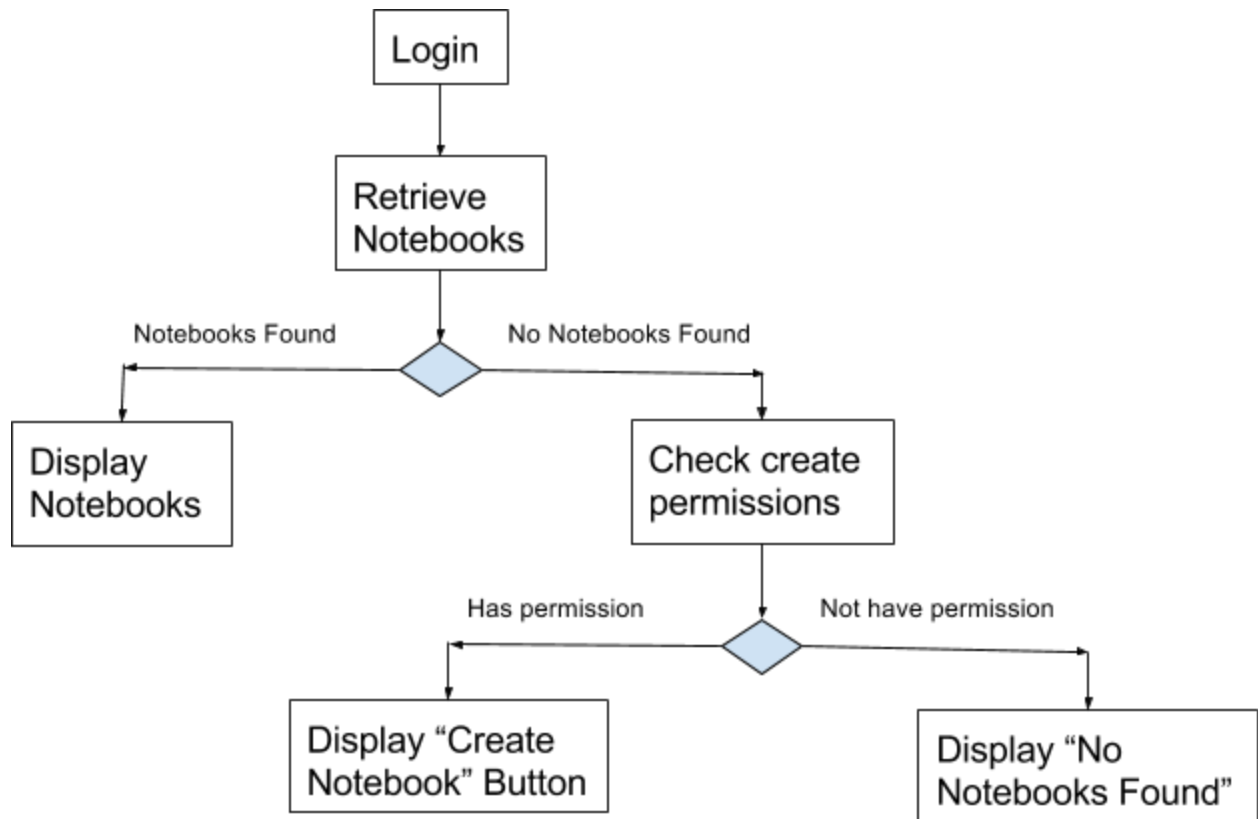 Login
Retrieve
Notebooks
Notebooks Found
No Notebooks Found
Display
Notebooks
Check create
permissions
Has permission
Not have permission
Display “Create
Notebook” Button
Display “No
Notebooks Found”